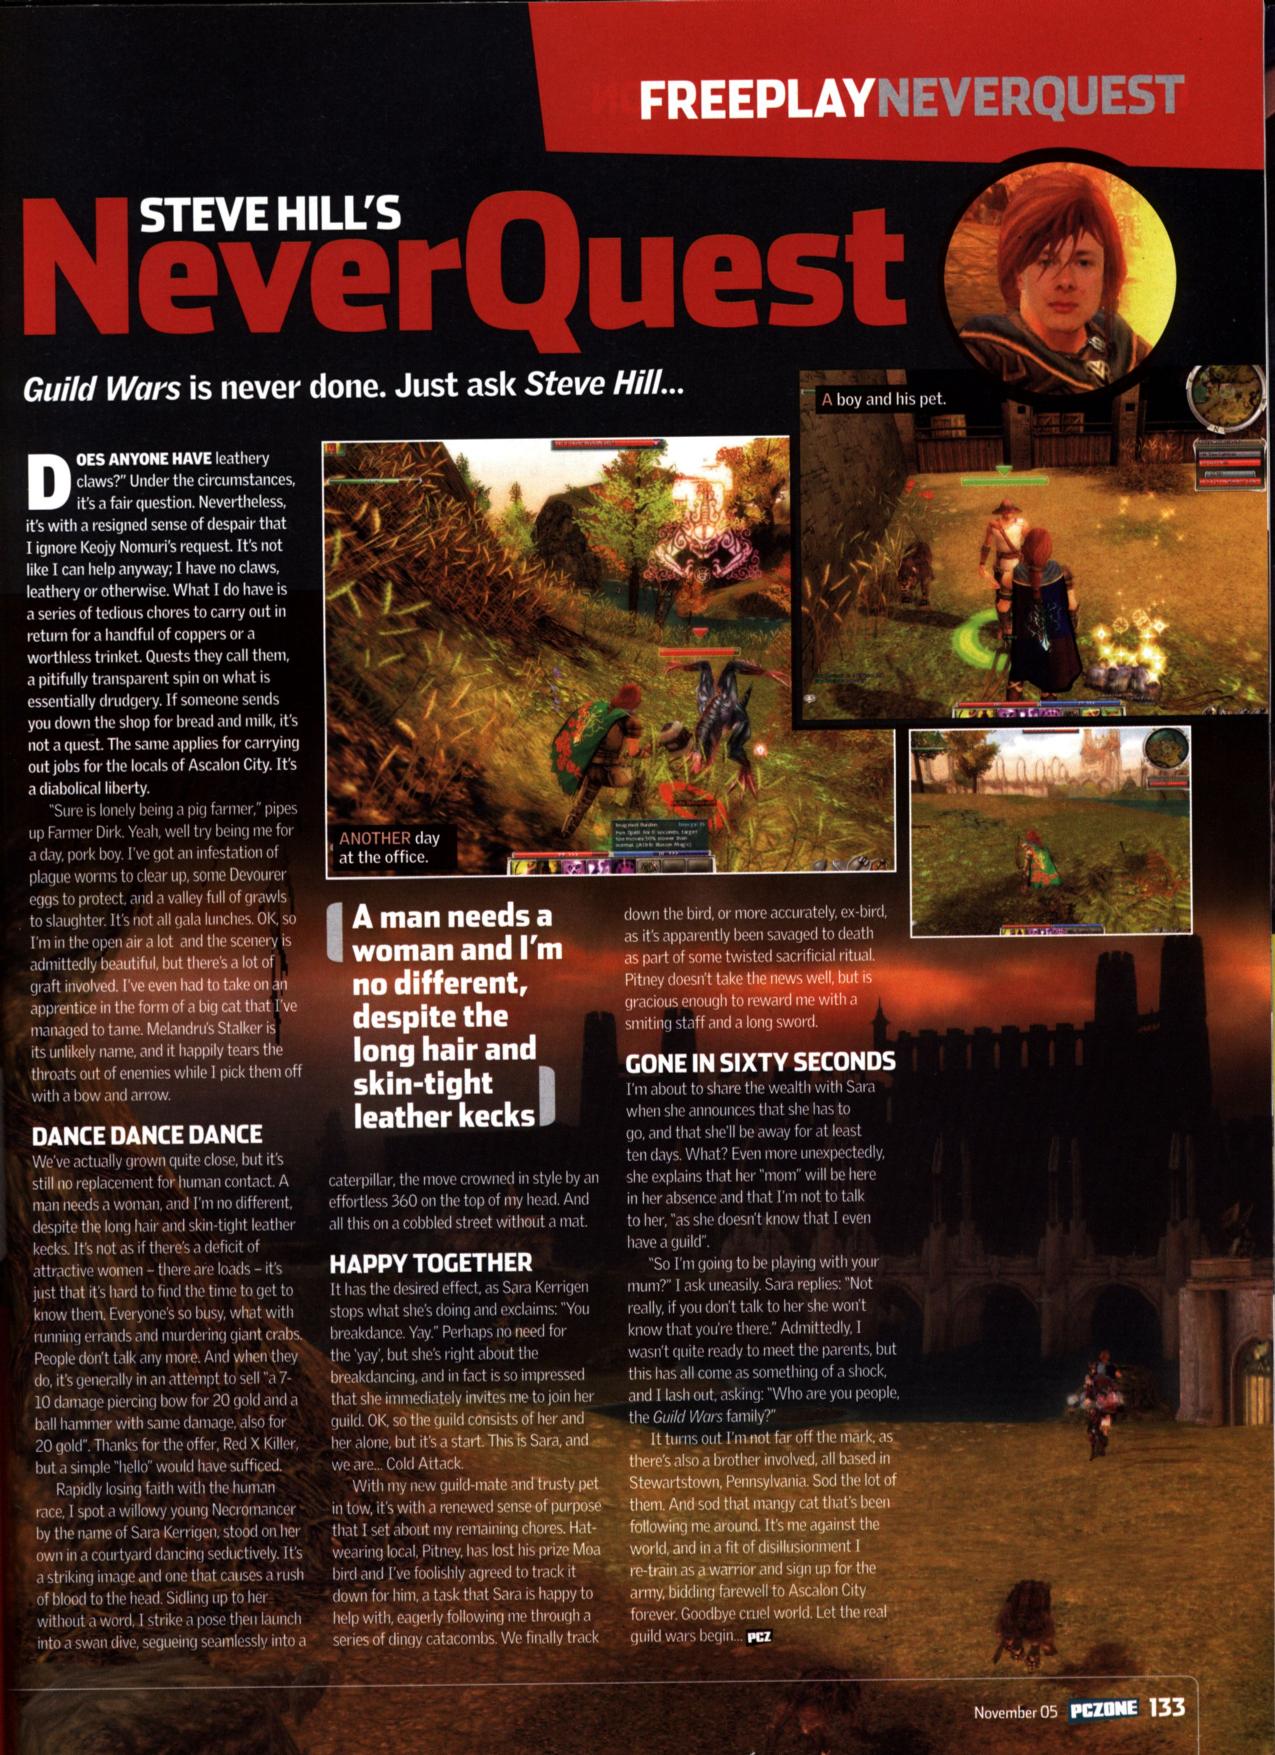 FREEPLAYNEVERQUEST
STEVE HILL'S
NeverQuest
Guild Wars is never done. Just ask Steve Hill...
A boy and his pet.
DOES ANYONE HAVE leathery
claws?" Under the circumstances,
it's a fair question. Nevertheless,
it's with a resigned sense of despair that
I ignore Keojy Nomuri's request. It's not
like I can help anyway; I have no claws,
leathery or otherwise. What I do have is
a series of tedious chores to carry out in
return for a handful of coppers or a
worthless trinket. Quests they call them,
a pitifully transparent spin on what is
essentially drudgery. If someone sends
you down the shop for bread and milk, it's
not a quest. The same applies for carrying
out jobs for the locals of Ascalon City. It's
a diabolical liberty.
"Sure is lonely being a pig farmer," pipes
up Farmer Dirk. Yeah, well try being me for
a day, pork boy. I've got an infestation of
plague worms to clear up, some Devourer
eggs to protect, and a valley full of grawls
to slaughter. It's not all gala lunches. OK, so
I'm in the open air a lot and the scenery is
admittedly beautiful, but there's a lot of
graft involved. I've even had to take on an
apprentice in the form of a big cat that I've
managed to tame. Melandru's Stalker is
its unlikely name, and it happily tears the
throats out of enemies while I pick them off
with a bow and arrow.
DANCE DANCE DANCE
We've actually grown quite close, but it's
still no replacement for human contact. A
man needs a woman, and I'm no different,
despite the long hair and skin-tight leather
kecks. It's not as if there's a deficit of
attractive women – there are loads – it's
just that it's hard to find the time to get to
know them. Everyone's so busy, what with
running errands and murdering giant crabs.
People don't talk any more. And when they
do, it's generally in an attempt to sell "a 7-
10 damage piercing bow for 20 gold and a
ball hammer with same damage, also for
20 gold". Thanks for the offer, Red X Killer,
but a simple "hello" would have sufficed.
Rapidly losing faith with the human
race, I spot a willowy young Necromancer
by the name of Sara Kerrigen, stood on her
own in a courtyard dancing seductively. It's
a striking image and one that causes a rush
of blood to the head. Sidling up to her
without a word, I strike a pose then launch
into a swan dive, segueing seamlessly into a
ANOTHER day
at the office.
A man needs a
woman and I'm
no different,
despite the
long hair and
skin-tight
leather kecks
caterpillar, the move crowned in style by an
effortless 360 on the top of my head. And
all this on a cobbled street without a mat.
HAPPY TOGETHER
It has the desired effect, as Sara Kerrigen
stops what she's doing and exclaims: "You
breakdance. Yay." Perhaps no need for
the 'yay', but she's right about the
breakdancing, and in fact is so impressed
that she immediately invites me to join her
guild. OK, so the guild consists of her and
her alone, but it's a start. This is Sara, and
we are... Cold Attack.
With my new guild-mate and trusty pet
in tow, it's with a renewed sense of purpose
that I set about my remaining chores. Hat-
wearing local, Pitney, has lost his prize Moa
bird and I've foolishly agreed to track it
down for him, a task that Sara is happy to
help with, eagerly following me through a
series of dingy catacombs. We finally track
down the bird, or more accurately, ex-bird,
as it's apparently been savaged to death
as part of some twisted sacrificial ritual.
Pitney doesn't take the news well, but is
gracious enough to reward me with a
smiting staff and a long sword.
GONE IN SIXTY SECONDS
I'm about to share the wealth with Sara
when she announces that she has to
go, and that she'll be away for at least
ten days. What? Even more unexpectedly,
she explains that her "mom" will be here
in her absence and that I'm not to talk
to her, "as she doesn't know that I even
have a guild".
"So I'm going to be playing with your
mum?" I ask uneasily. Sara replies: "Not
really, if you don't talk to her she won't
know that you're there." Admittedly, I
wasn't quite ready to meet the parents, but
this has all come as something of a shock,
and I lash out, asking: "Who are you people,
the Guild Wars family?"
It turns out I'm not far off the mark, as
there's also a brother involved, all based in
Stewartstown, Pennsylvania. Sod the lot of
them. And sod that mangy cat that's been
following me around. It's me against the
world, and in a fit of disillusionment I
re-train as a warrior and sign up for the
army, bidding farewell to Ascalon City
forever. Goodbye cruel world. Let the real
guild wars begin... PCZ
November 05 PCZONE 133